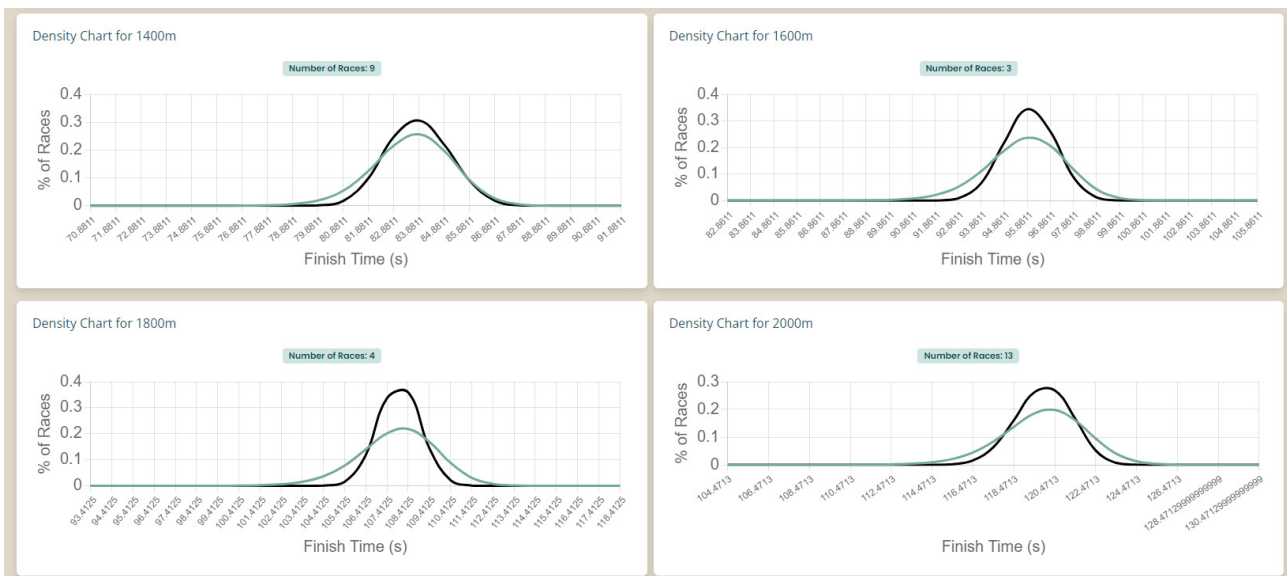 Density Chart for 1400m
Number of Races: 9
% of Races
0.4
0.3
0.2
0.1
0
70.8811 71.8811 72.8811 73.8811 74.8811 75.8811 76.8811 77.8811 78.8811 79.8811 80.8811 81.8811 82.8811 83.8811 84.8811 85.8811 86.8811 87.8811 88.8811 89.8811 90.8811 91.8811
Finish Time (s)
Density Chart for 1600m
Number of Races: 3
% of Races
0.4
0.3
0.2
0.1
0
82.8611 83.8611 84.8611 85.8611 86.8611 87.8611 88.8611 89.8611 90.8611 91.8611 92.8611 93.8611 94.8611 95.8611 96.8611 97.8611 98.8611 99.8611 100.8611 101.8611 102.8611 103.8611 104.8611 105.8611
Finish Time (s)
Density Chart for 1800m
Number of Races: 4
% of Races
0.4
0.3
0.2
0.1
0
93.4125 94.4125 95.4125 96.4125 97.4125 98.4125 99.4125 100.4125 101.4125 102.4125 103.4125 104.4125 105.4125 106.4125 107.4125 108.4125 109.4125 110.4125 111.4125 112.4125 113.4125 114.4125 115.4125 116.4125 117.4125 118.4125
Finish Time (s)
Density Chart for 2000m
Number of Races: 13
% of Races
0.3
0.2
0.1
0
104.4713 106.4713 108.4713 110.4713 112.4713 114.4713 116.4713 118.4713 120.4713 122.4713 124.4713 126.4713 128.47129999999999 130.47129999999999
Finish Time (s)